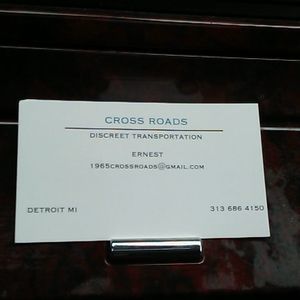 CROSS ROADS
DISCREET TRANSPORTATION
ERNEST
1965CROSSROADS@GMAIL.COM
DETROIT MI 313 686 4150